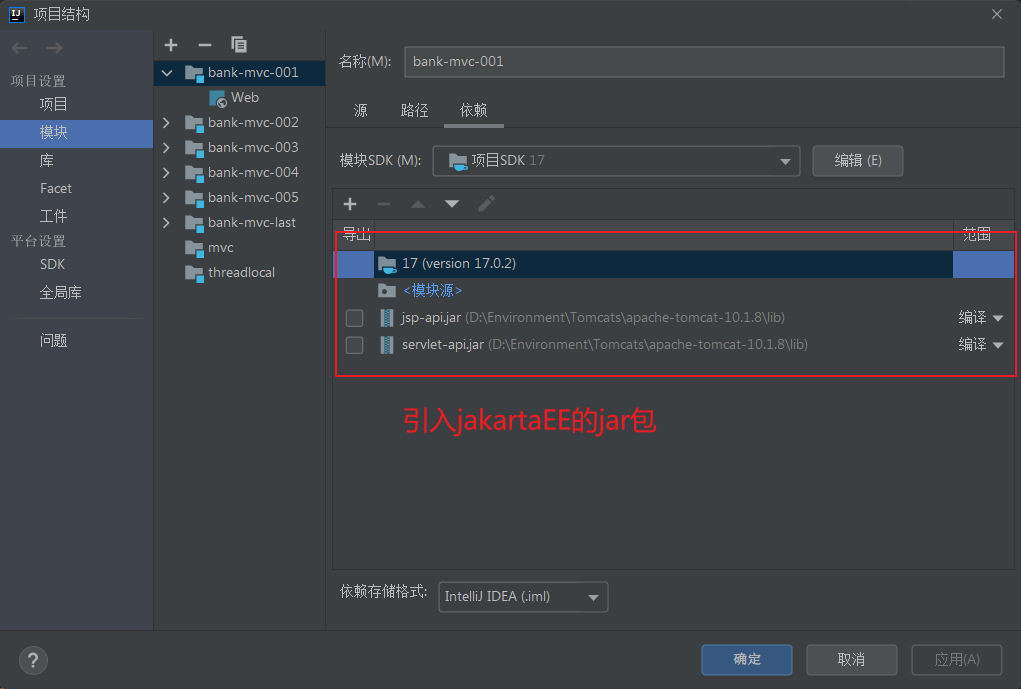 项目结构
项目设置
项目
模块
库
Facet
工件
平台设置
SDK
全局库
问题
bank-mvc-001
Web
bank-mvc-002
bank-mvc-003
bank-mvc-004
bank-mvc-005
bank-mvc-last
mvc
threadlocal
名称(M): bank-mvc-001
源 路径 依赖
模块SDK (M): 项目SDK 17 编辑 (E)
导出 范围
17 (version 17.0.2)
<模块源>
jsp-api.jar (D:\Environment\Tomcats\apache-tomcat-10.1.8\lib) 编译
servlet-api.jar (D:\Environment\Tomcats\apache-tomcat-10.1.8\lib) 编译
引入jakartaEE的jar包
依赖存储格式: IntelliJ IDEA (.iml)
? 确定 取消 应用(A)